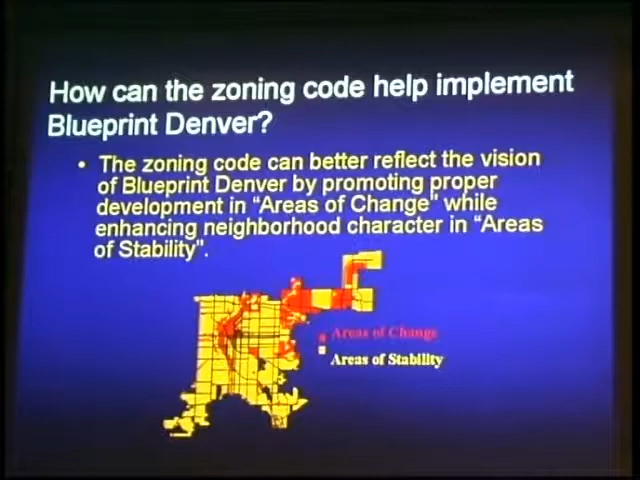 How can the zoning code help implement
Blueprint Denver?
• The zoning code can better reflect the vision
of Blueprint Denver by promoting proper
development in "Areas of Change" while
enhancing neighborhood character in "Areas
of Stability".
Areas of Change
Areas of Stability